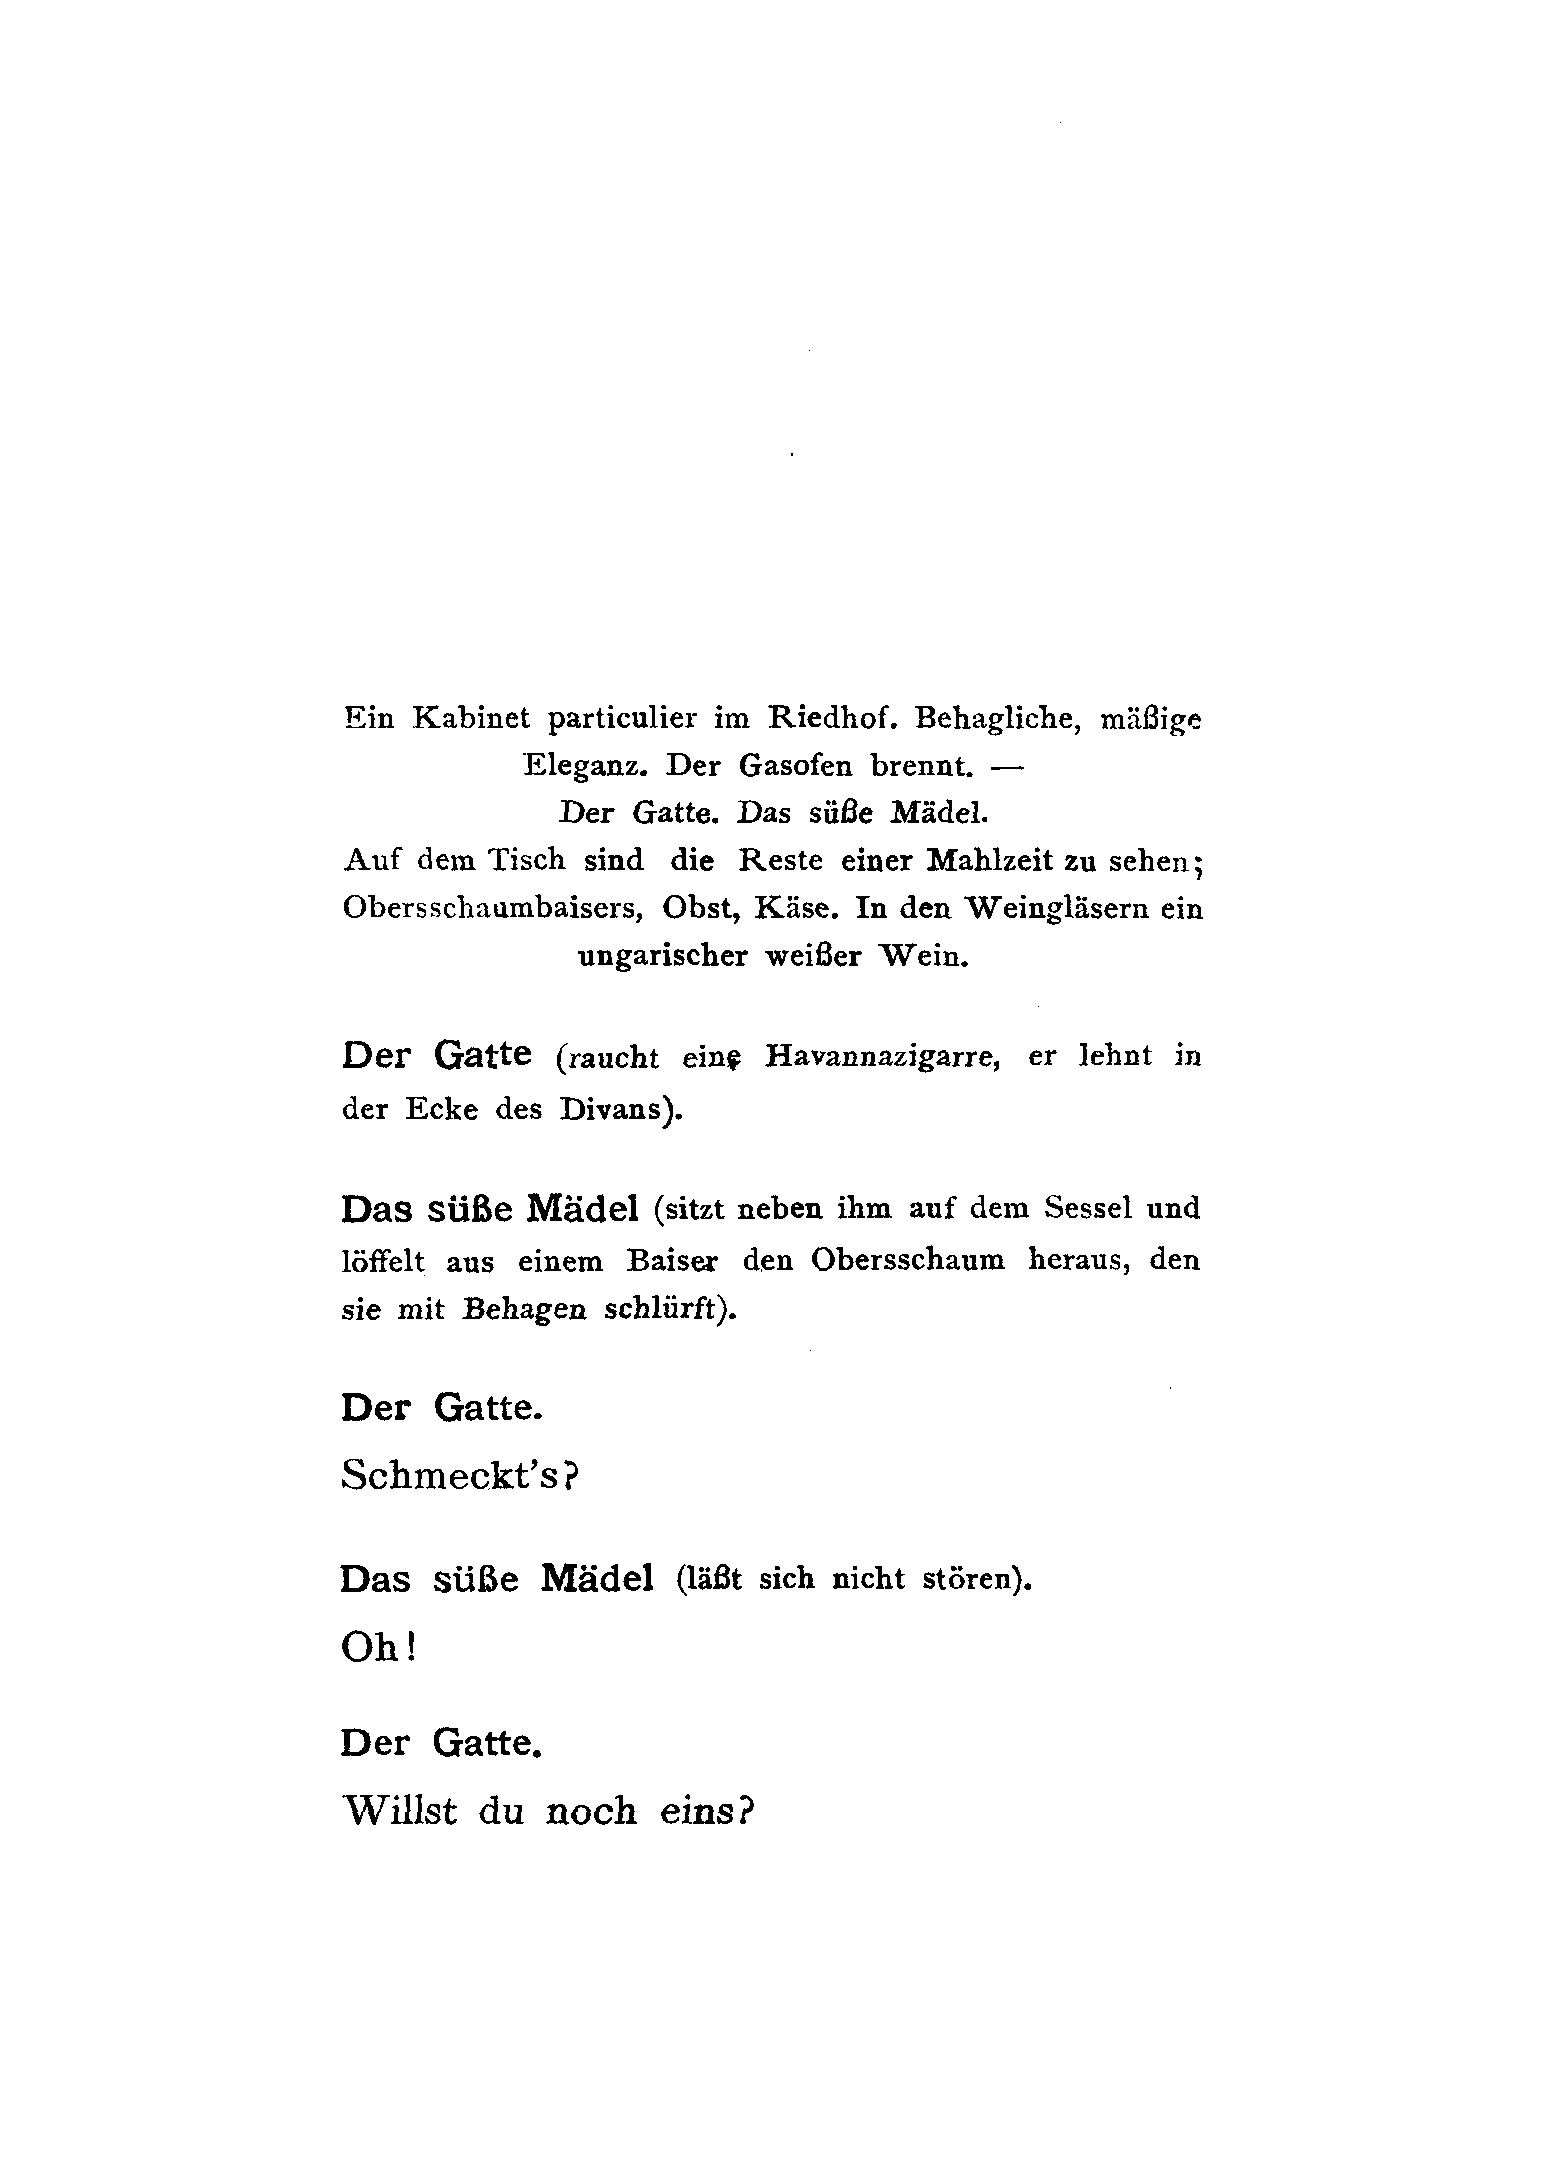 Ein Kabinet particulier im Riedhof. Behagliche, mäßige
Eleganz. Der Gasofen brennt. —
Der Gatte. Das süße Mädel.
Auf dem Tisch sind die Reste einer Mahlzeit zu sehen;
Obersschaumbaisers, Obst, Käse. In den Weingläsern ein
ungarischer weißer Wein.
Der Gatte (raucht eine Havannazigarre, er lehnt in
der Ecke des Divans).
Das süße Mädel (sitzt neben ihm auf dem Sessel und
löffelt aus einem Baiser den Obersschaum heraus, den
sie mit Behagen schlürft).
Der Gatte.
Schmeckt's?
Das süße Mädel (läßt sich nicht stören).
Oh!
Der Gatte.
Willst du noch eins?